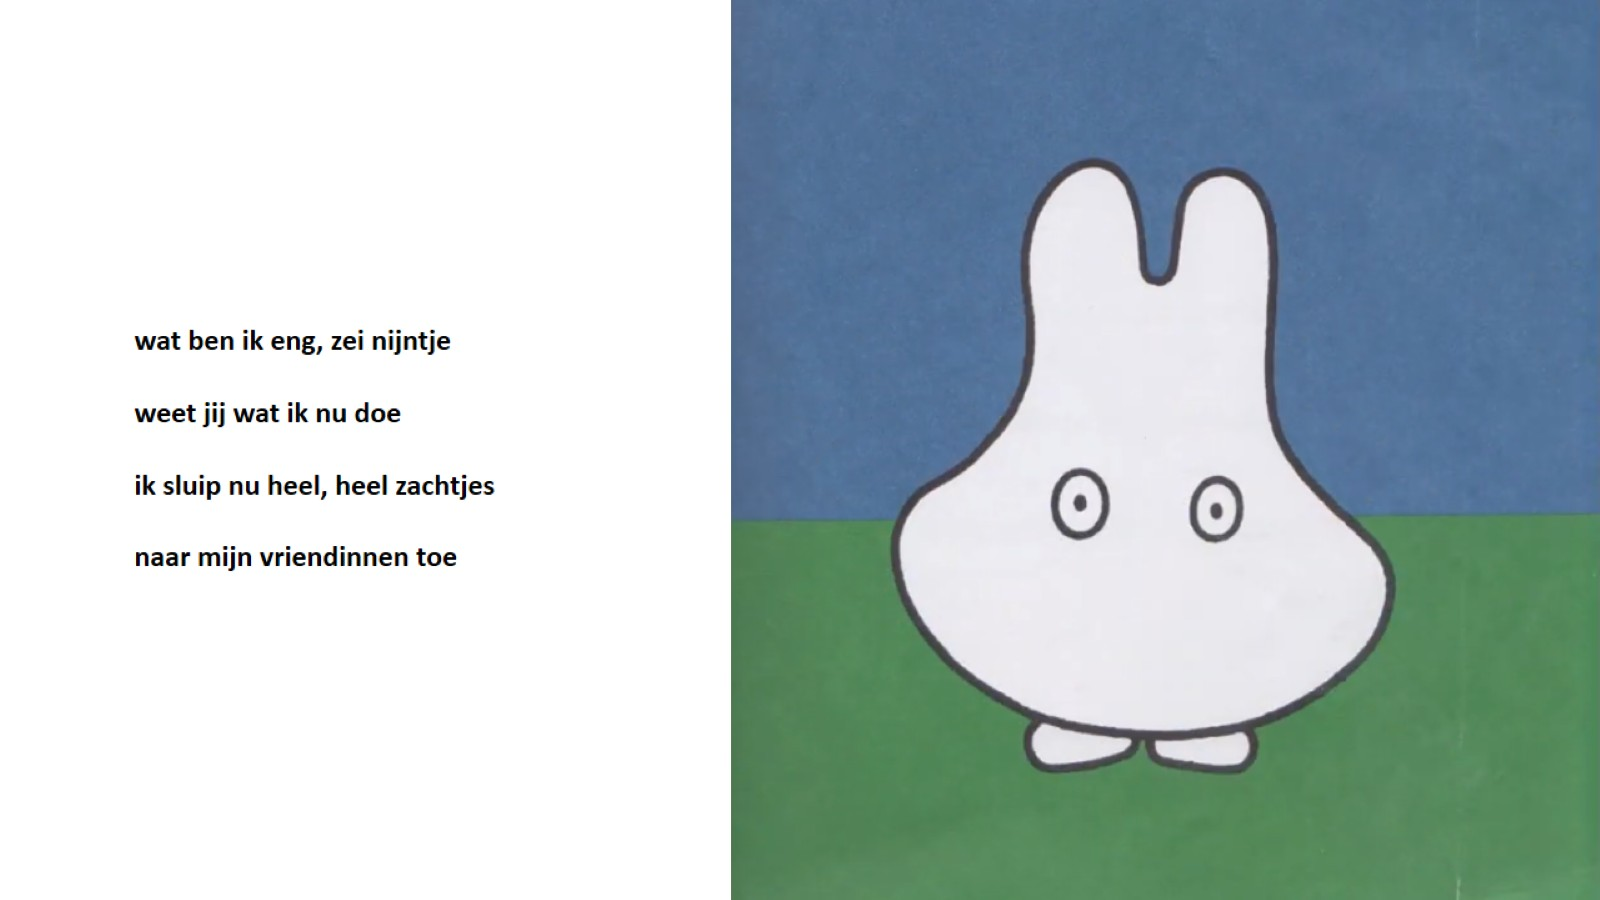 wat ben ik eng, zei nijntje
weet jij wat ik nu doe
ik sluip nu heel, heel zachtjes
naar mijn vriendinnen toe